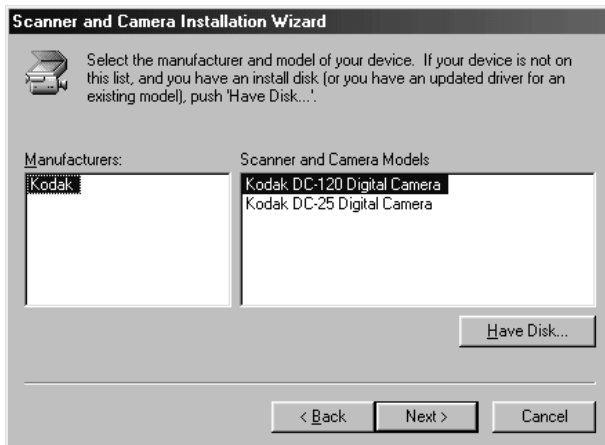 Scanner and Camera Installation Wizard
Select the manufacturer and model of your device. If your device is not on
this list, and you have an install disk (or you have an updated driver for an
existing model), push 'Have Disk...'.
Manufacturers:
Kodak
Scanner and Camera Models
Kodak DC-120 Digital Camera
Kodak DC-25 Digital Camera
Have Disk...
< Back
Next >
Cancel